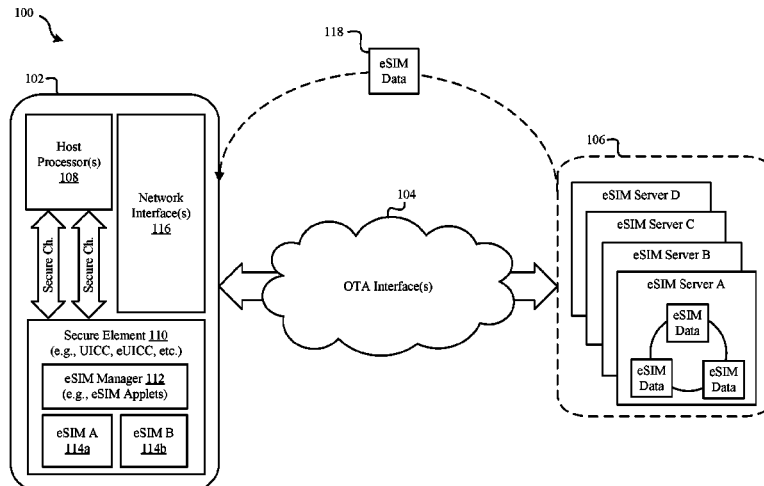 100
118
eSIM
Data
102
106
Host
Processor(s)
108
Network
Interface(s)
116
Secure Ch.
Secure Ch.
104
OTA Interface(s)
eSIM Server D
eSIM Server C
eSIM Server B
eSIM Server A
eSIM
Data
eSIM
Data
eSIM
Data
Secure Element 110
(e.g., UICC, eUICC, etc.)
eSIM Manager 112
(e.g., eSIM Applets)
eSIM A
114a
eSIM B
114b